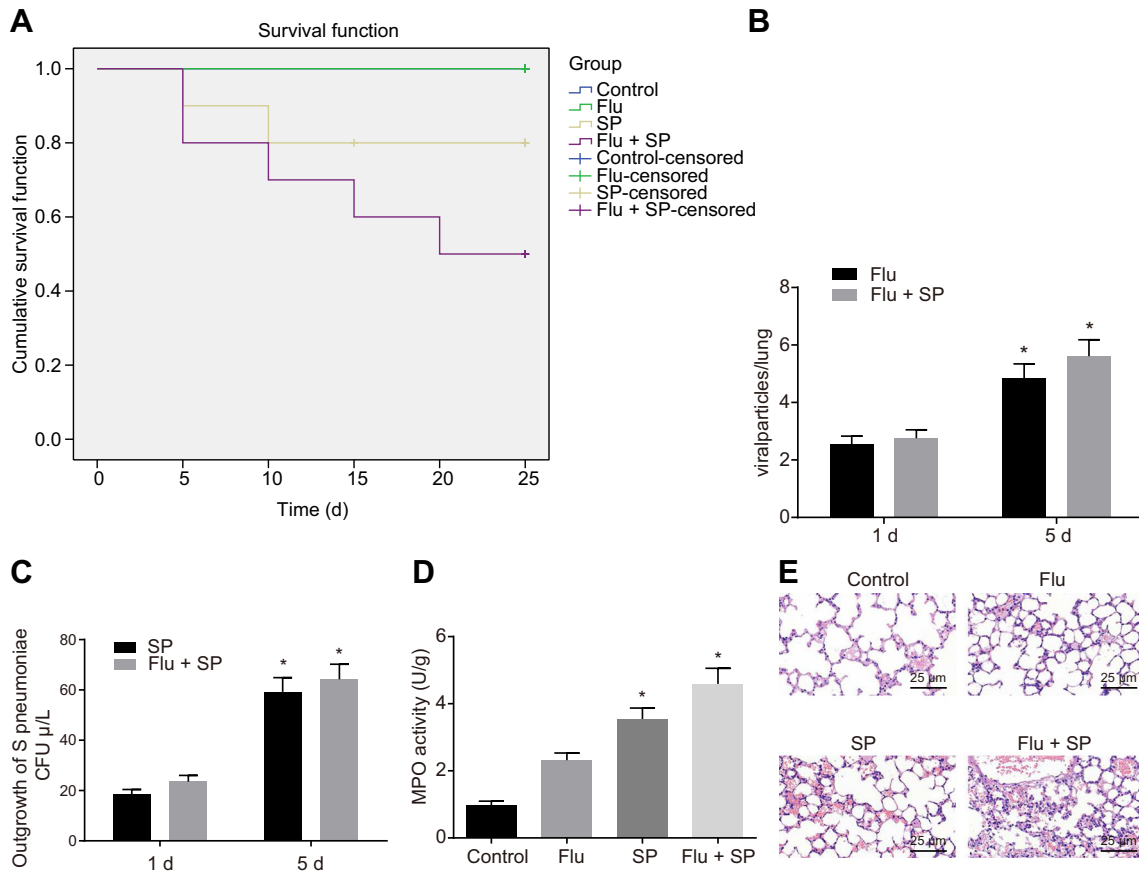 A
Survival function
Cumulative survival function
1.0
0.8
0.6
0.4
0.2
0.0
0
5
10
15
20
25
Time (d)
Group
Control
Flu
SP
Flu + SP
Control-censored
Flu-censored
SP-censored
Flu + SP-censored
B
Flu
Flu + SP
viralparticles/lung
8
6
4
2
0
*
*
1 d
5 d
C
SP
Flu + SP
Outgrowth of S pneumoniae
CFU μ/L
80
60
40
20
0
*
*
1 d
5 d
D
MPO activity (U/g)
6
4
2
0
*
*
Control
Flu
SP
Flu + SP
E
Control
25 μm
Flu
25 μm
SP
25 μm
Flu + SP
25 μm